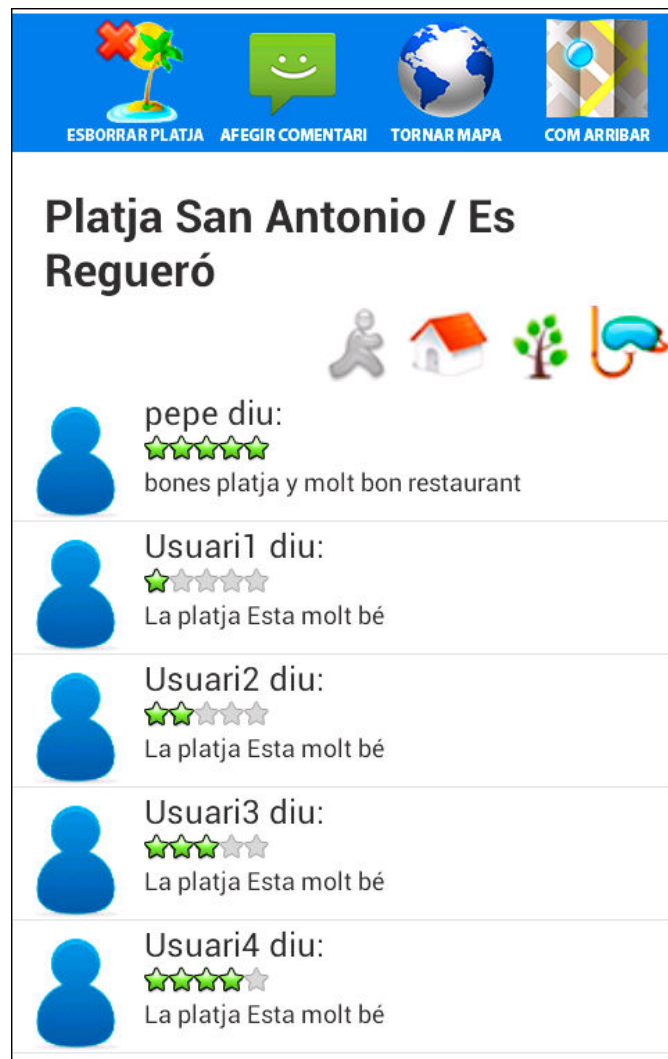 ESBORRAR PLATJA AFEGIR COMENTARI TORNAR MAPA COM ARRIBAR
Platja San Antonio / Es
Regueró
pepe diu:
bones platja y molt bon restaurant
Usuari1 diu:
La platja Esta molt bé
Usuari2 diu:
La platja Esta molt bé
Usuari3 diu:
La platja Esta molt bé
Usuari4 diu:
La platja Esta molt bé